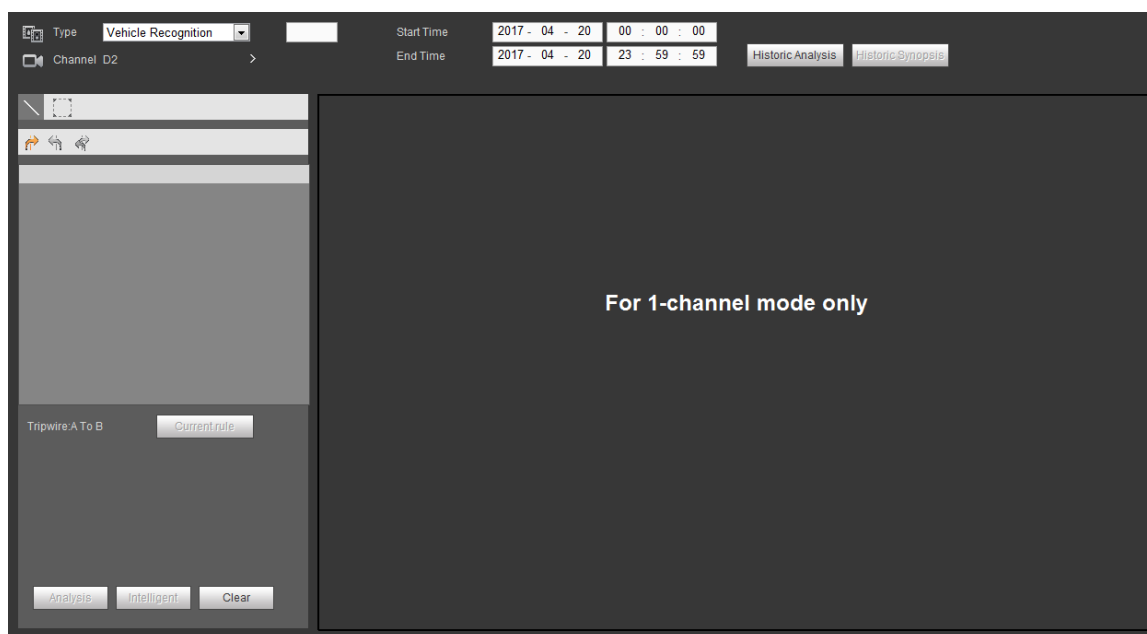 Type Vehicle Recognition
Start Time 2017 - 04 - 20 00 : 00 : 00
Channel D2 >
End Time 2017 - 04 - 20 23 : 59 : 59
Historic Analysis Historic Synopsis
For 1-channel mode only
Tripwire:A To B Current rule
Analysis Intelligent Clear